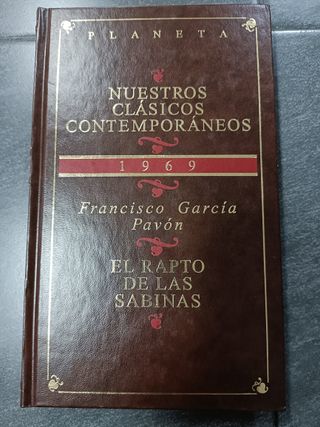 PLANETA
NUESTROS
CLÁSICOS
CONTEMPORÁNEOS
1969
Francisco García
Pavón
EL RAPTO
DE LAS
SABINAS